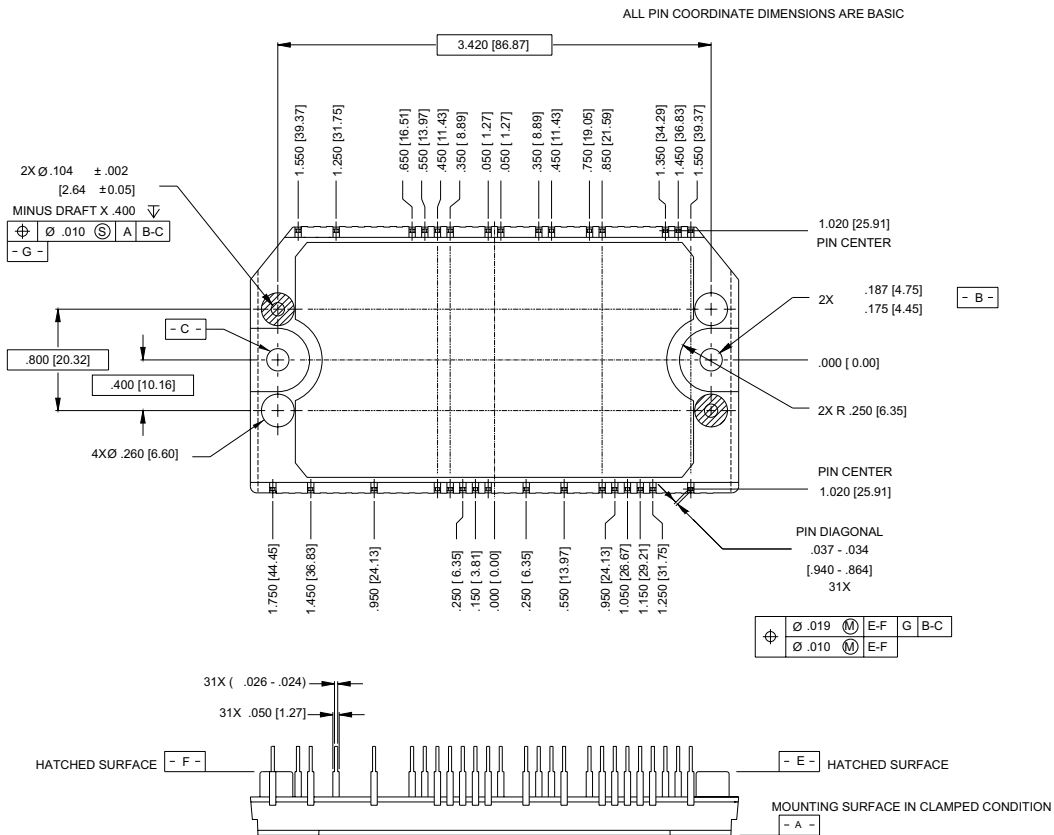 ALL PIN COORDINATE DIMENSIONS ARE BASIC
3.420 [86.87]
1.550 [39.37]
1.250 [31.75]
.650 [16.51]
.550 [13.97]
.450 [11.43]
.350 [ 8.89]
.050 [ 1.27]
.050 [ 1.27]
.350 [ 8.89]
.450 [11.43]
.750 [19.05]
.850 [21.59]
1.350 [34.29]
1.450 [36.83]
1.550 [39.37]
2X Ø .104 ± .002
[2.64 ±0.05]
MINUS DRAFT X .400 ↧
⌖ Ø .010 Ⓢ A B-C
- G -
1.020 [25.91]
PIN CENTER
2X .187 [4.75]
.175 [4.45]
- B -
- C -
.800 [20.32]
.400 [10.16]
.000 [ 0.00]
2X R .250 [6.35]
4XØ .260 [6.60]
PIN CENTER
1.020 [25.91]
1.750 [44.45]
1.450 [36.83]
.950 [24.13]
.250 [ 6.35]
.150 [ 3.81]
.000 [ 0.00]
.250 [ 6.35]
.550 [13.97]
.950 [24.13]
1.050 [26.67]
1.150 [29.21]
1.250 [31.75]
PIN DIAGONAL
.037 - .034
[.940 - .864]
31X
⌖ Ø .019 Ⓜ E-F G B-C
Ø .010 Ⓜ E-F
31X ( .026 - .024)
31X .050 [1.27]
HATCHED SURFACE - F -
- E - HATCHED SURFACE
MOUNTING SURFACE IN CLAMPED CONDITION
- A -